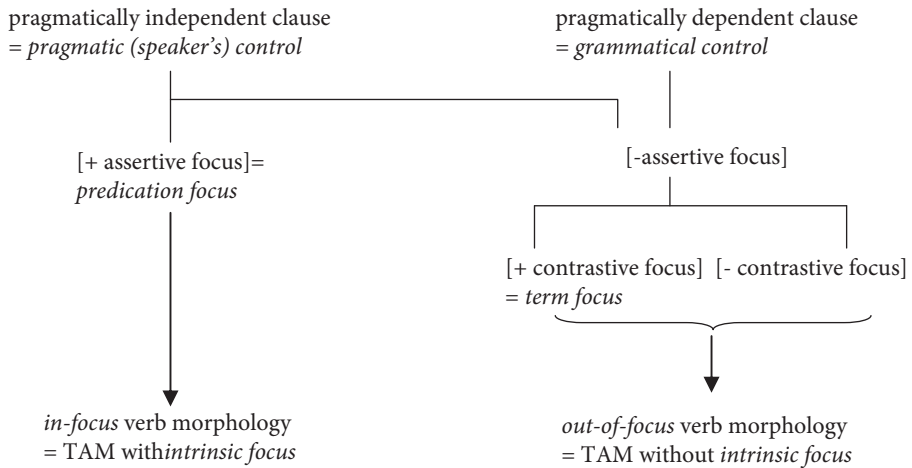 pragmatically independent clause
= pragmatic (speaker's) control
pragmatically dependent clause
= grammatical control
[+ assertive focus]=
predication focus
[-assertive focus]
[+ contrastive focus]
= term focus
[- contrastive focus]
in-focus verb morphology
= TAM withintrinsic focus
out-of-focus verb morphology
= TAM without intrinsic focus